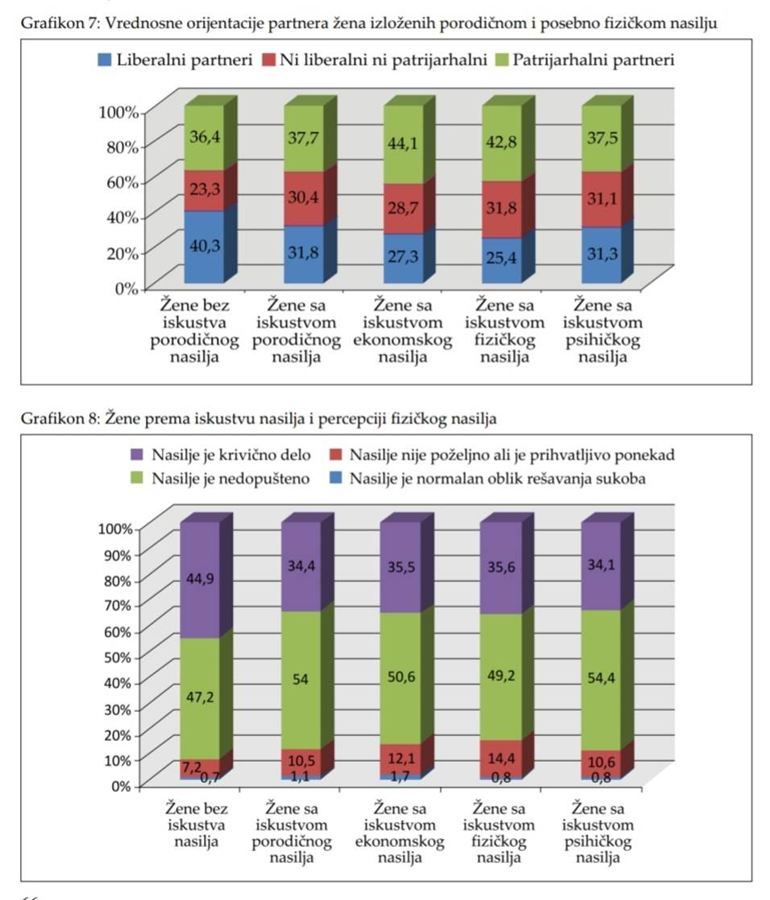 Grafikon 7: Vrednosne orijentacije partnera žena izloženih porodičnom i posebno fizičkom nasilju
Liberalni partneri Ni liberalni ni patrijarhalni Patrijarhalni partneri
100%
80%
60%
40%
20%
0%
36,4 37,7 44,1 42,8 37,5
23,3 30,4 28,7 31,8 31,1
40,3 31,8 27,3 25,4 31,3
Žene bez Žene sa Žene sa Žene sa Žene sa
iskustva iskustvom iskustvom iskustvom iskustvom
porodičnog porodičnog ekonomskog fizičkog psihičkog
nasilja nasilja nasilja nasilja nasilja
Grafikon 8: Žene prema iskustvu nasilja i percepciji fizičkog nasilja
Nasilje je krivično delo Nasilje nije poželjno ali je prihvatljivo ponekad
Nasilje je nedopušteno Nasilje je normalan oblik rešavanja sukoba
100%
90%
80%
70%
60%
50%
40%
30%
20%
10%
0%
44,9 34,4 35,5 35,6 34,1
47,2 54 50,6 49,2 54,4
7,2 10,5 12,1 14,4 10,6
0,7 1,1 1,7 0,8 0,8
Žene bez Žene sa Žene sa Žene sa Žene sa
iskustva iskustvom iskustvom iskustvom iskustvom
nasilja porodičnog ekonomskog fizičkog psihičkog
nasilja nasilja nasilja nasilja